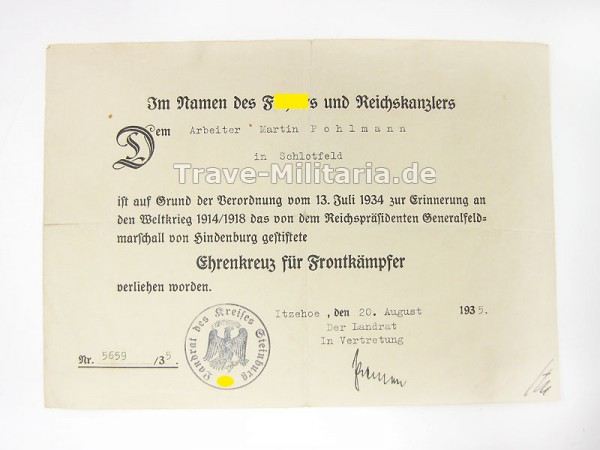 Im Namen des F s und Reichskanzlers
Dem Arbeiter Martin Pohlmann
in Schlotfeld
Trave-Militaria.de
ist auf Grund der Verordnung vom 13. Juli 1934 zur Erinnerung an
den Weltkrieg 1914/1918 das von dem Reichspräsidenten Generalfeld-
marschall von Hindenburg gestiftete
Ehrenkreuz für Frontkämpfer
verliehen worden.
Itzehoe, den 20. August 1935.
Der Landrat
In Vertretung
Nr. 5659 /35.
Landrat des Kreises Steinburg